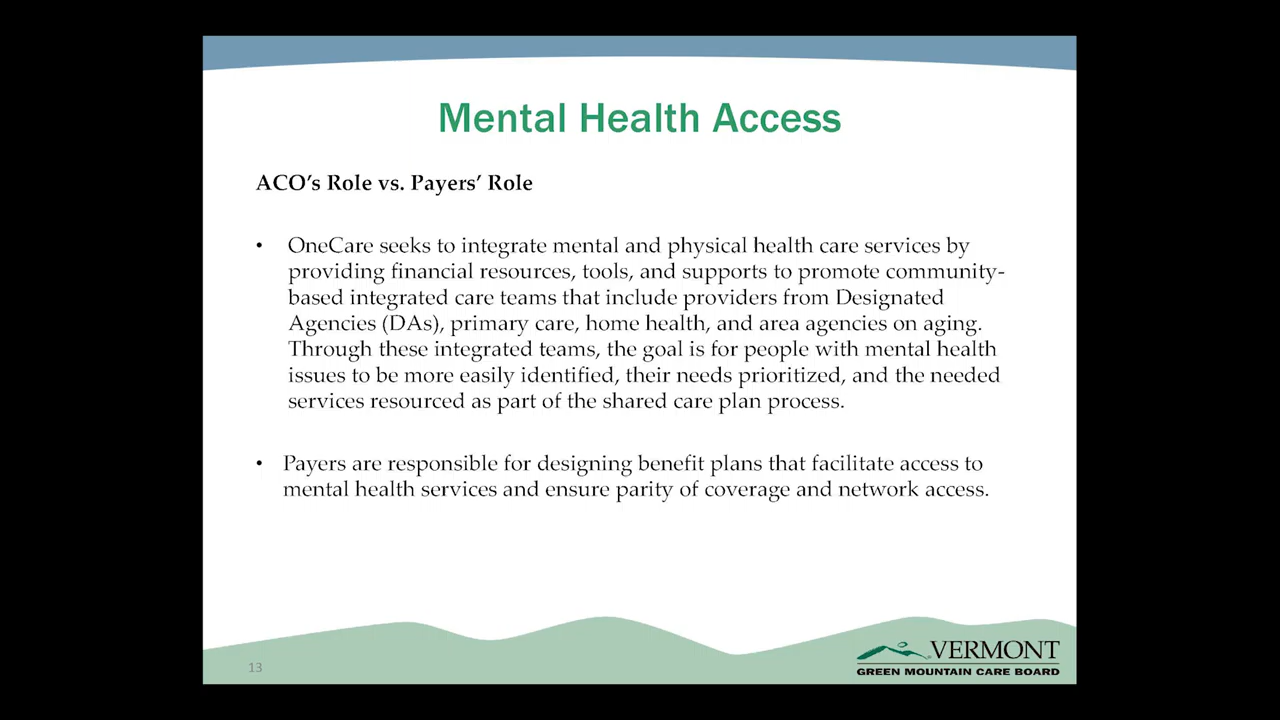 Mental Health Access
ACO's Role vs. Payers' Role
• OneCare seeks to integrate mental and physical health care services by
providing financial resources, tools, and supports to promote community-
based integrated care teams that include providers from Designated
Agencies (DAs), primary care, home health, and area agencies on aging.
Through these integrated teams, the goal is for people with mental health
issues to be more easily identified, their needs prioritized, and the needed
services resourced as part of the shared care plan process.
• Payers are responsible for designing benefit plans that facilitate access to
mental health services and ensure parity of coverage and network access.
13
VERMONT
GREEN MOUNTAIN CARE BOARD